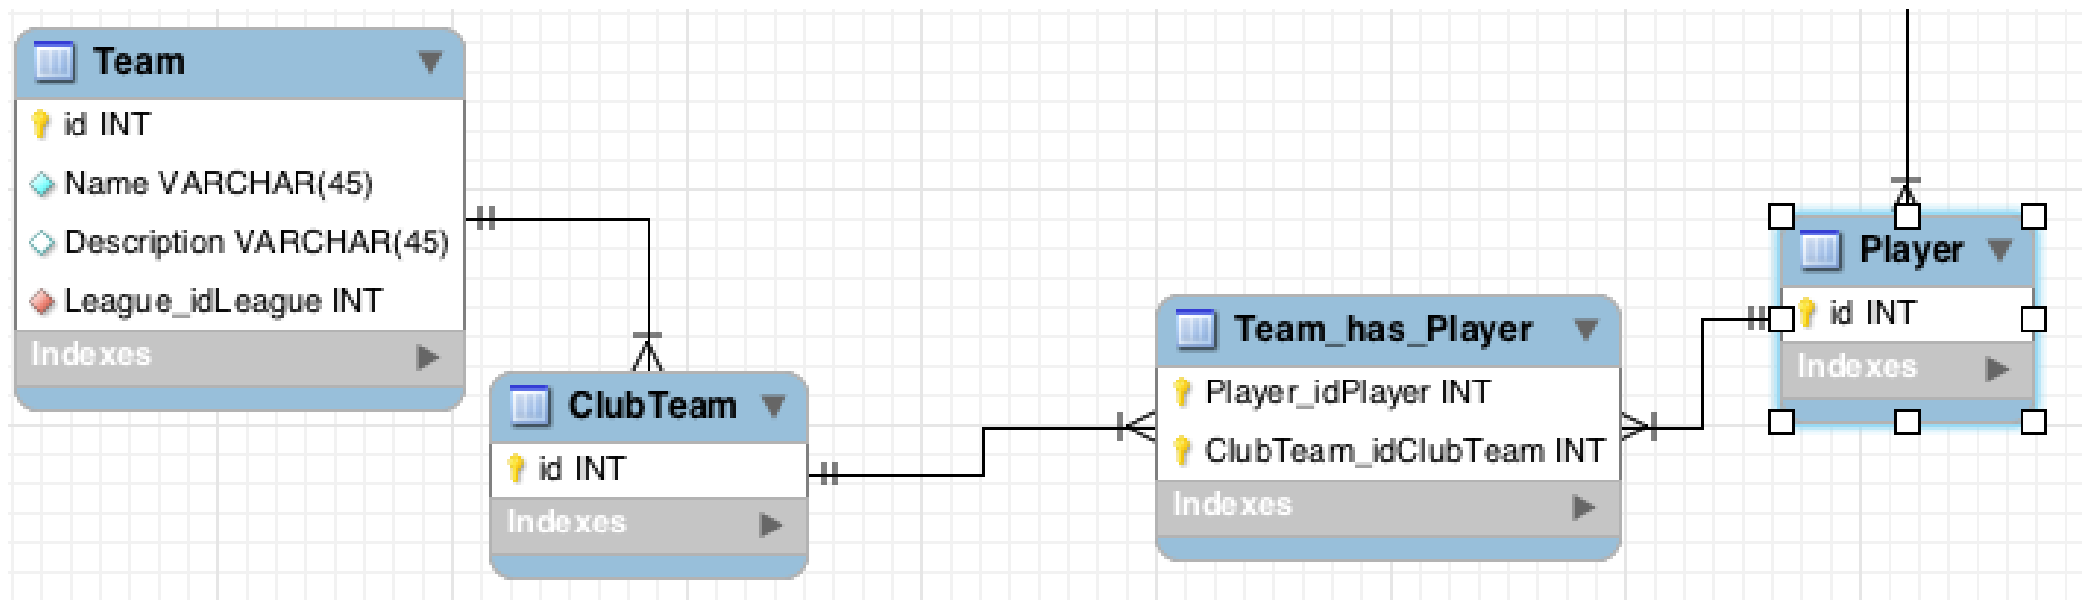 Team
id INT
Name VARCHAR(45)
Description VARCHAR(45)
League_idLeague INT
Indexes
ClubTeam
id INT
Indexes
Team_has_Player
Player_idPlayer INT
ClubTeam_idClubTeam INT
Indexes
Player
id INT
Indexes